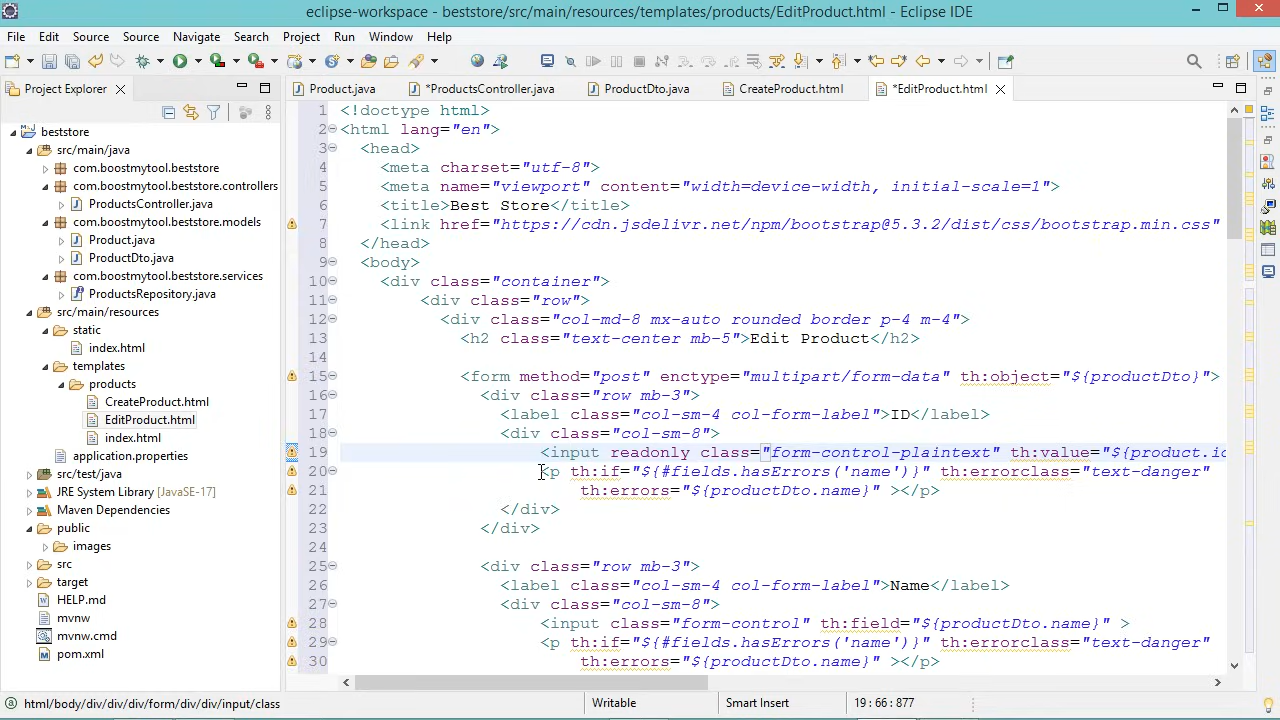 eclipse-workspace - beststore/src/main/resources/templates/products/EditProduct.html - Eclipse IDE
File Edit Source Source Navigate Search Project Run Window Help
Project Explorer
Product.java
*ProductsController.java
ProductDto.java
CreateProduct.html
*EditProduct.html
beststore
src/main/java
com.boostmytool.beststore
com.boostmytool.beststore.controllers
ProductsController.java
com.boostmytool.beststore.models
Product.java
ProductDto.java
com.boostmytool.beststore.services
ProductsRepository.java
src/main/resources
static
index.html
templates
products
CreateProduct.html
EditProduct.html
index.html
application.properties
src/test/java
JRE System Library [JavaSE-17]
Maven Dependencies
public
images
src
target
HELP.md
mvnw
mvnw.cmd
pom.xml
1 <!doctype html>
2 <html lang="en">
3 <head>
4 <meta charset="utf-8">
5 <meta name="viewport" content="width=device-width, initial-scale=1">
6 <title>Best Store</title>
7 <link href="https://cdn.jsdelivr.net/npm/bootstrap@5.3.2/dist/css/bootstrap.min.css"
8 </head>
9 <body>
10 <div class="container">
11 <div class="row">
12 <div class="col-md-8 mx-auto rounded border p-4 m-4">
13 <h2 class="text-center mb-5">Edit Product</h2>
14
15 <form method="post" enctype="multipart/form-data" th:object="${productDto}">
16 <div class="row mb-3">
17 <label class="col-sm-4 col-form-label">ID</label>
18 <div class="col-sm-8">
19 <input readonly class="form-control-plaintext" th:value="${product.id
20 <p th:if="${#fields.hasErrors('name')}" th:errorclass="text-danger"
21 th:errors="${productDto.name}" ></p>
22 </div>
23 </div>
24
25 <div class="row mb-3">
26 <label class="col-sm-4 col-form-label">Name</label>
27 <div class="col-sm-8">
28 <input class="form-control" th:field="${productDto.name}" >
29 <p th:if="${#fields.hasErrors('name')}" th:errorclass="text-danger"
30 th:errors="${productDto.name}" ></p>
html/body/div/div/div/form/div/div/input/class
Writable
Smart Insert
19 : 66 : 877